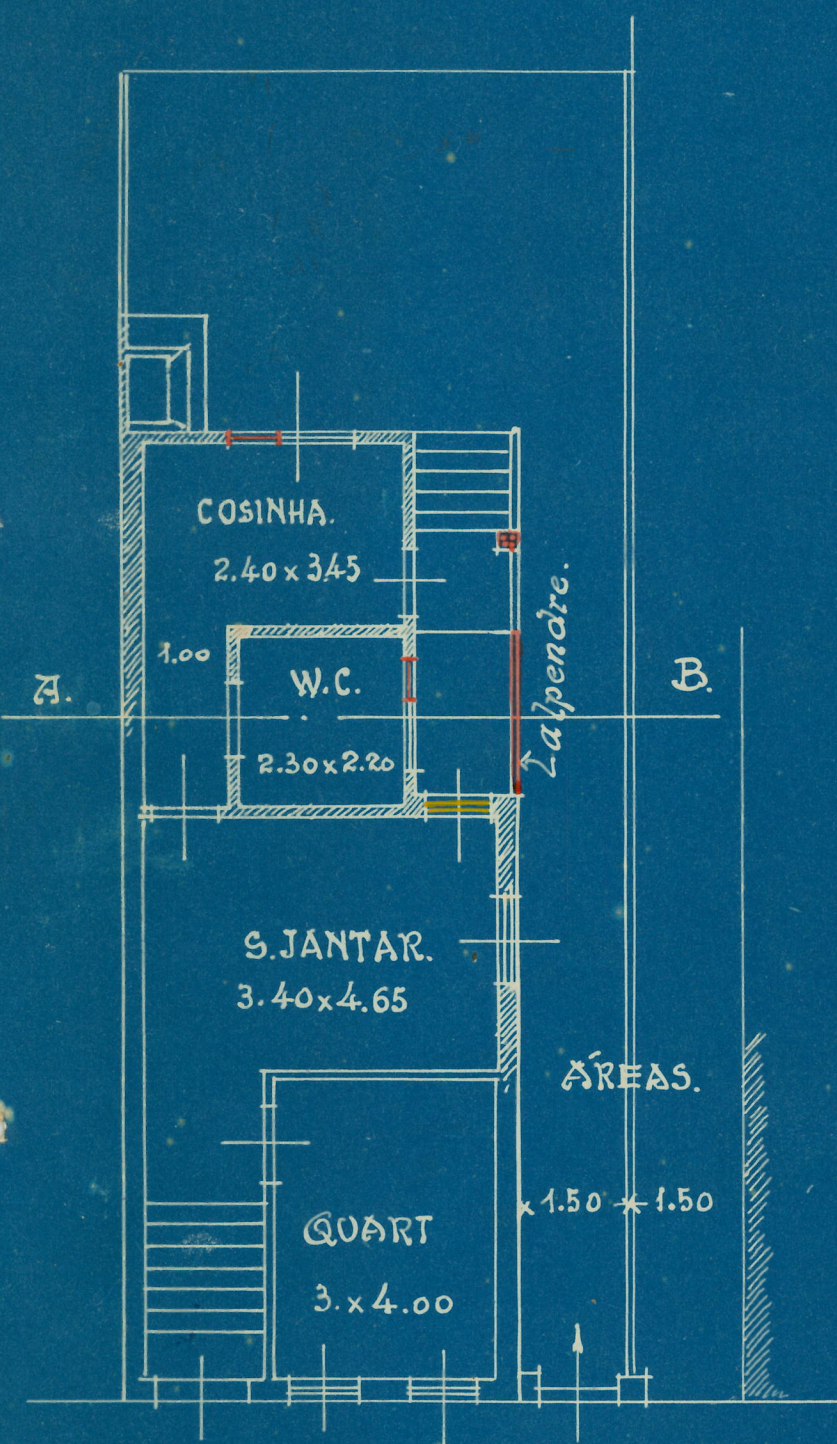 COSINHA.
2.40 x 3.45
1.00
W.C.
2.30 x 2.20
alpendre.
A.
B.
S. JANTAR.
3.40 x 4.65
ÁREAS.
1.50
1.50
QUART
3. x 4.00